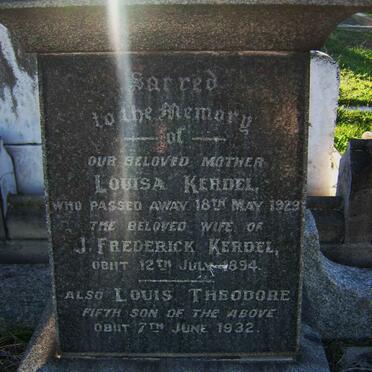 Sacred
to the Memory
of
OUR BELOVED MOTHER
LOUISA KERDEL,
WHO PASSED AWAY 18TH MAY 1929
THE BELOVED WIFE OF
J. FREDERICK KERDEL,
OBIIT 12TH JULY 1894.
ALSO LOUIS THEODORE
FIFTH SON OF THE ABOVE
OBIIT 7TH JUNE 1932.